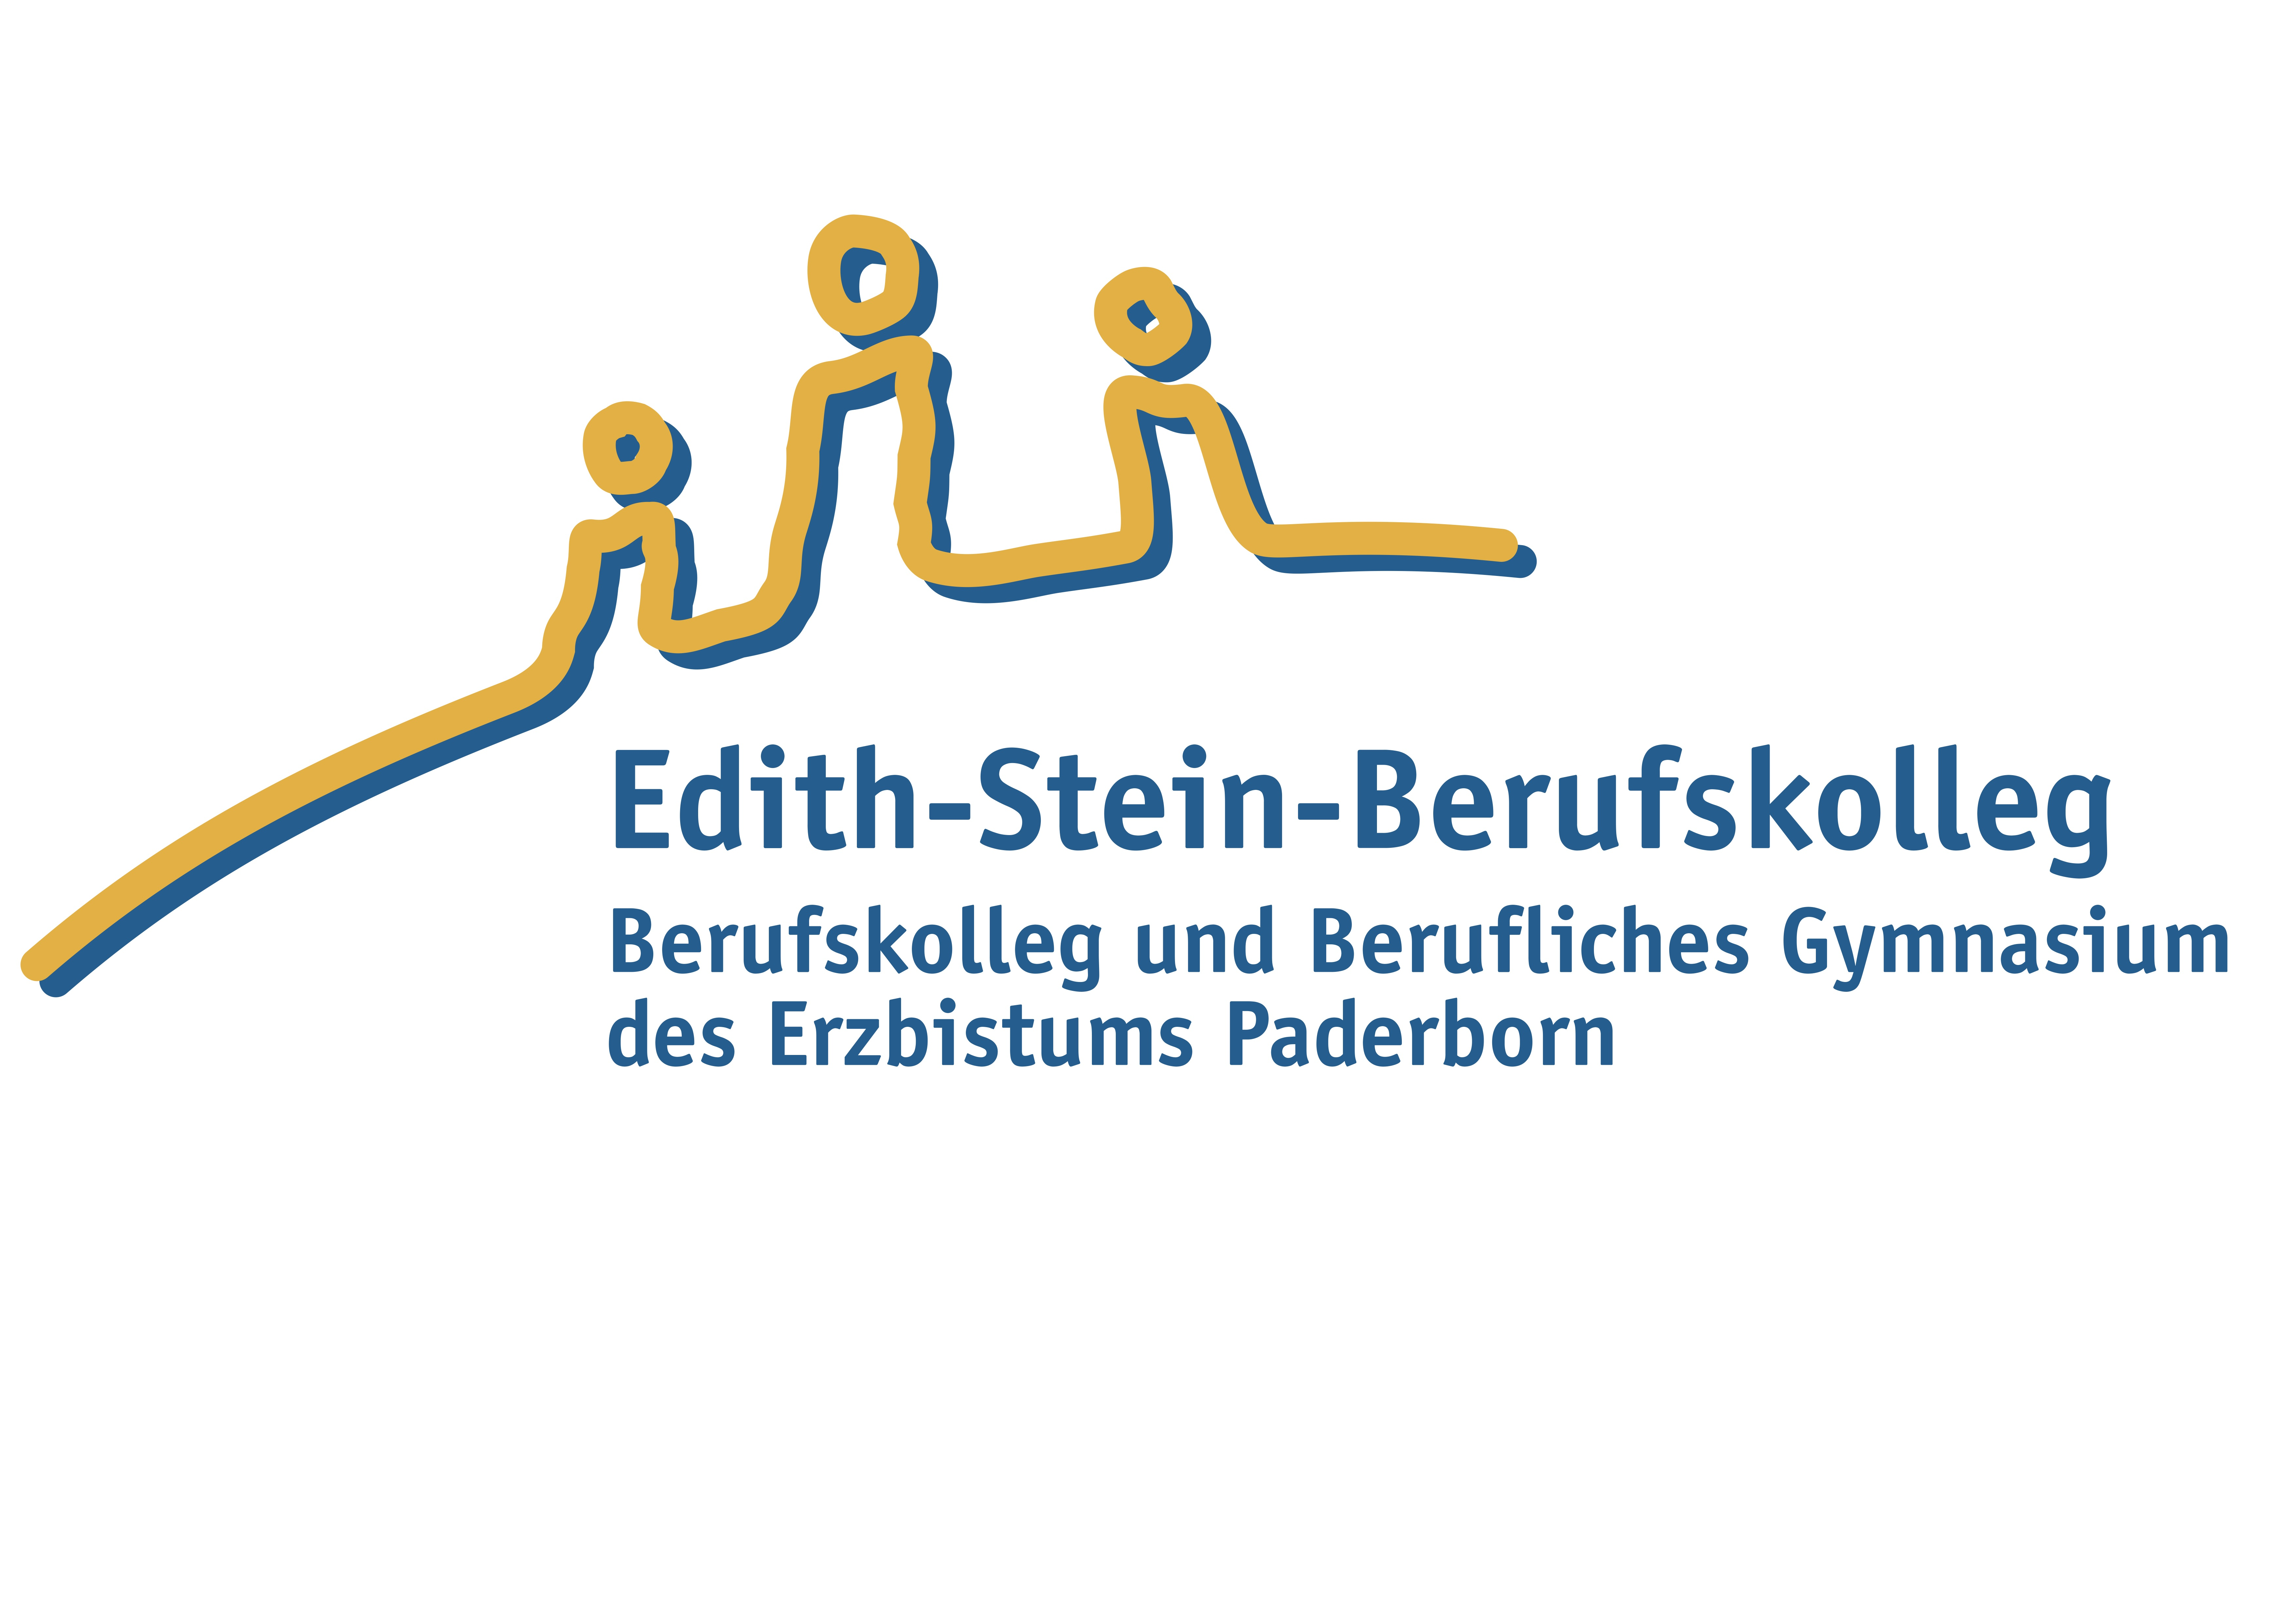 Edith-Stein-Berufskolleg
Berufskolleg und Berufliches Gymnasium
des Erzbistums Paderborn